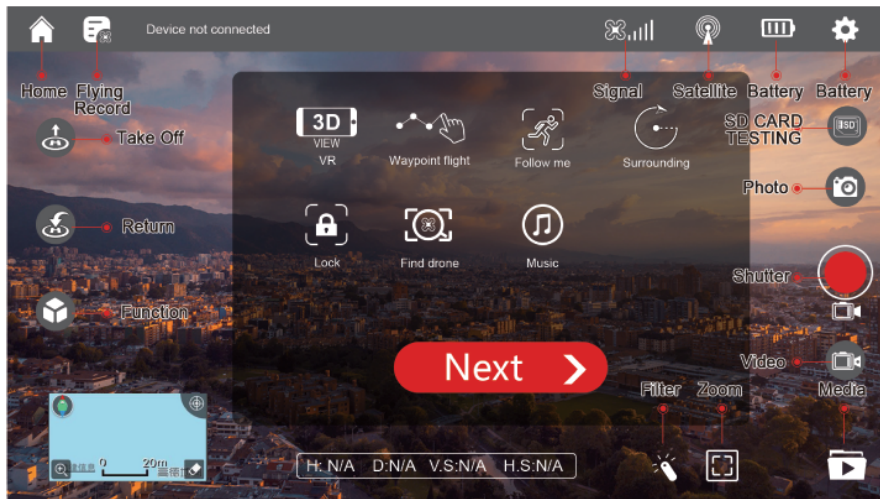 Device not connected
Home
Flying
Record
Signal
Satellite
Battery
Battery
Take Off
SD CARD
TESTING
SD
3D
VIEW
VR
Waypoint flight
Follow me
Surrounding
Photo
Return
Lock
Find drone
Music
Shutter
Function
Next
Video
Filter
Zoom
Media
0
20m
H: N/A D:N/A V.S:N/A H.S:N/A